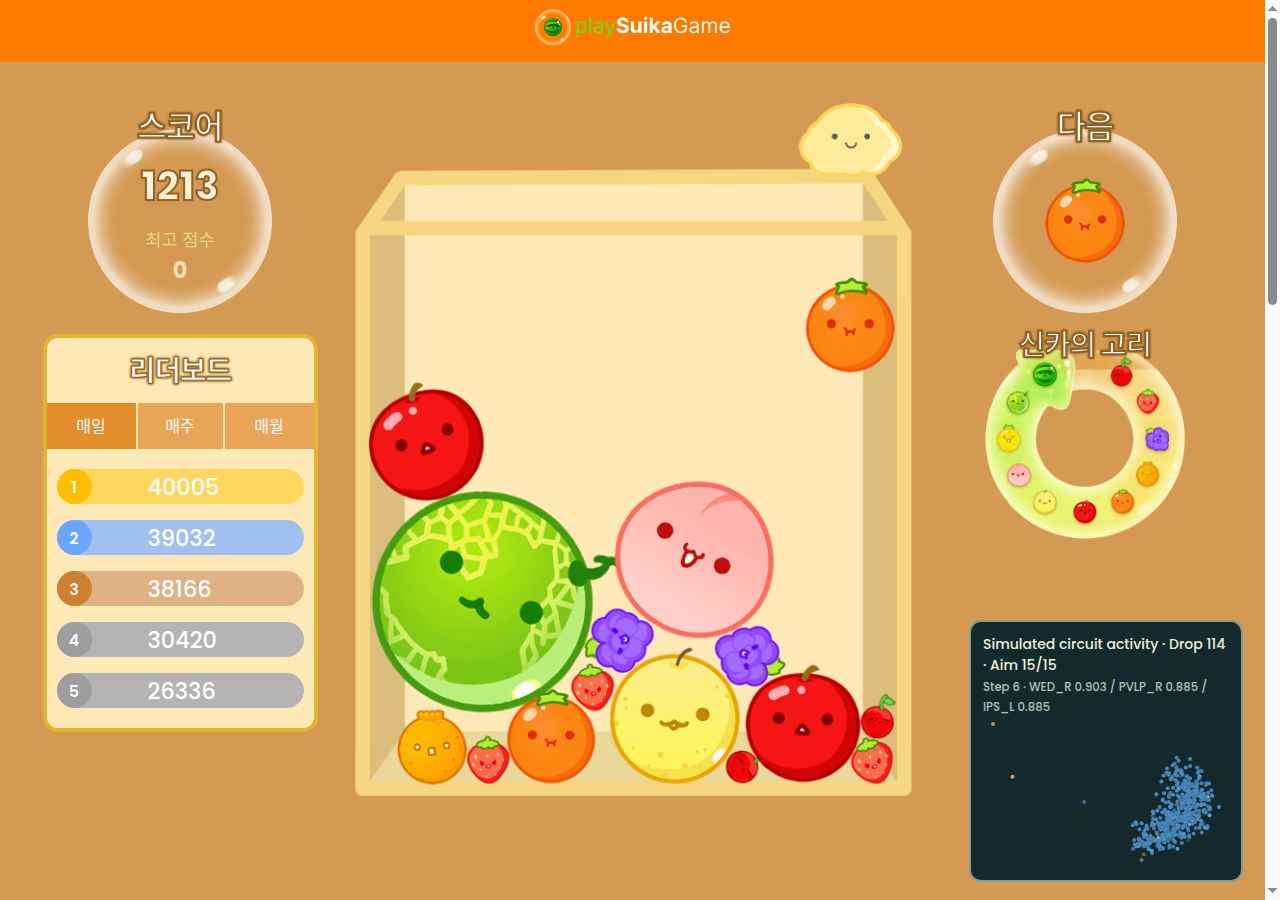 playSuikaGame
스코어
1213
최고 점수
0
다음
신카의 고리
리더보드
매일 매주 매월
1 40005
2 39032
3 38166
4 30420
5 26336
Simulated circuit activity · Drop 114
· Aim 15/15
Step 6 · WED_R 0.903 / PVLP_R 0.885 /
IPS_L 0.885